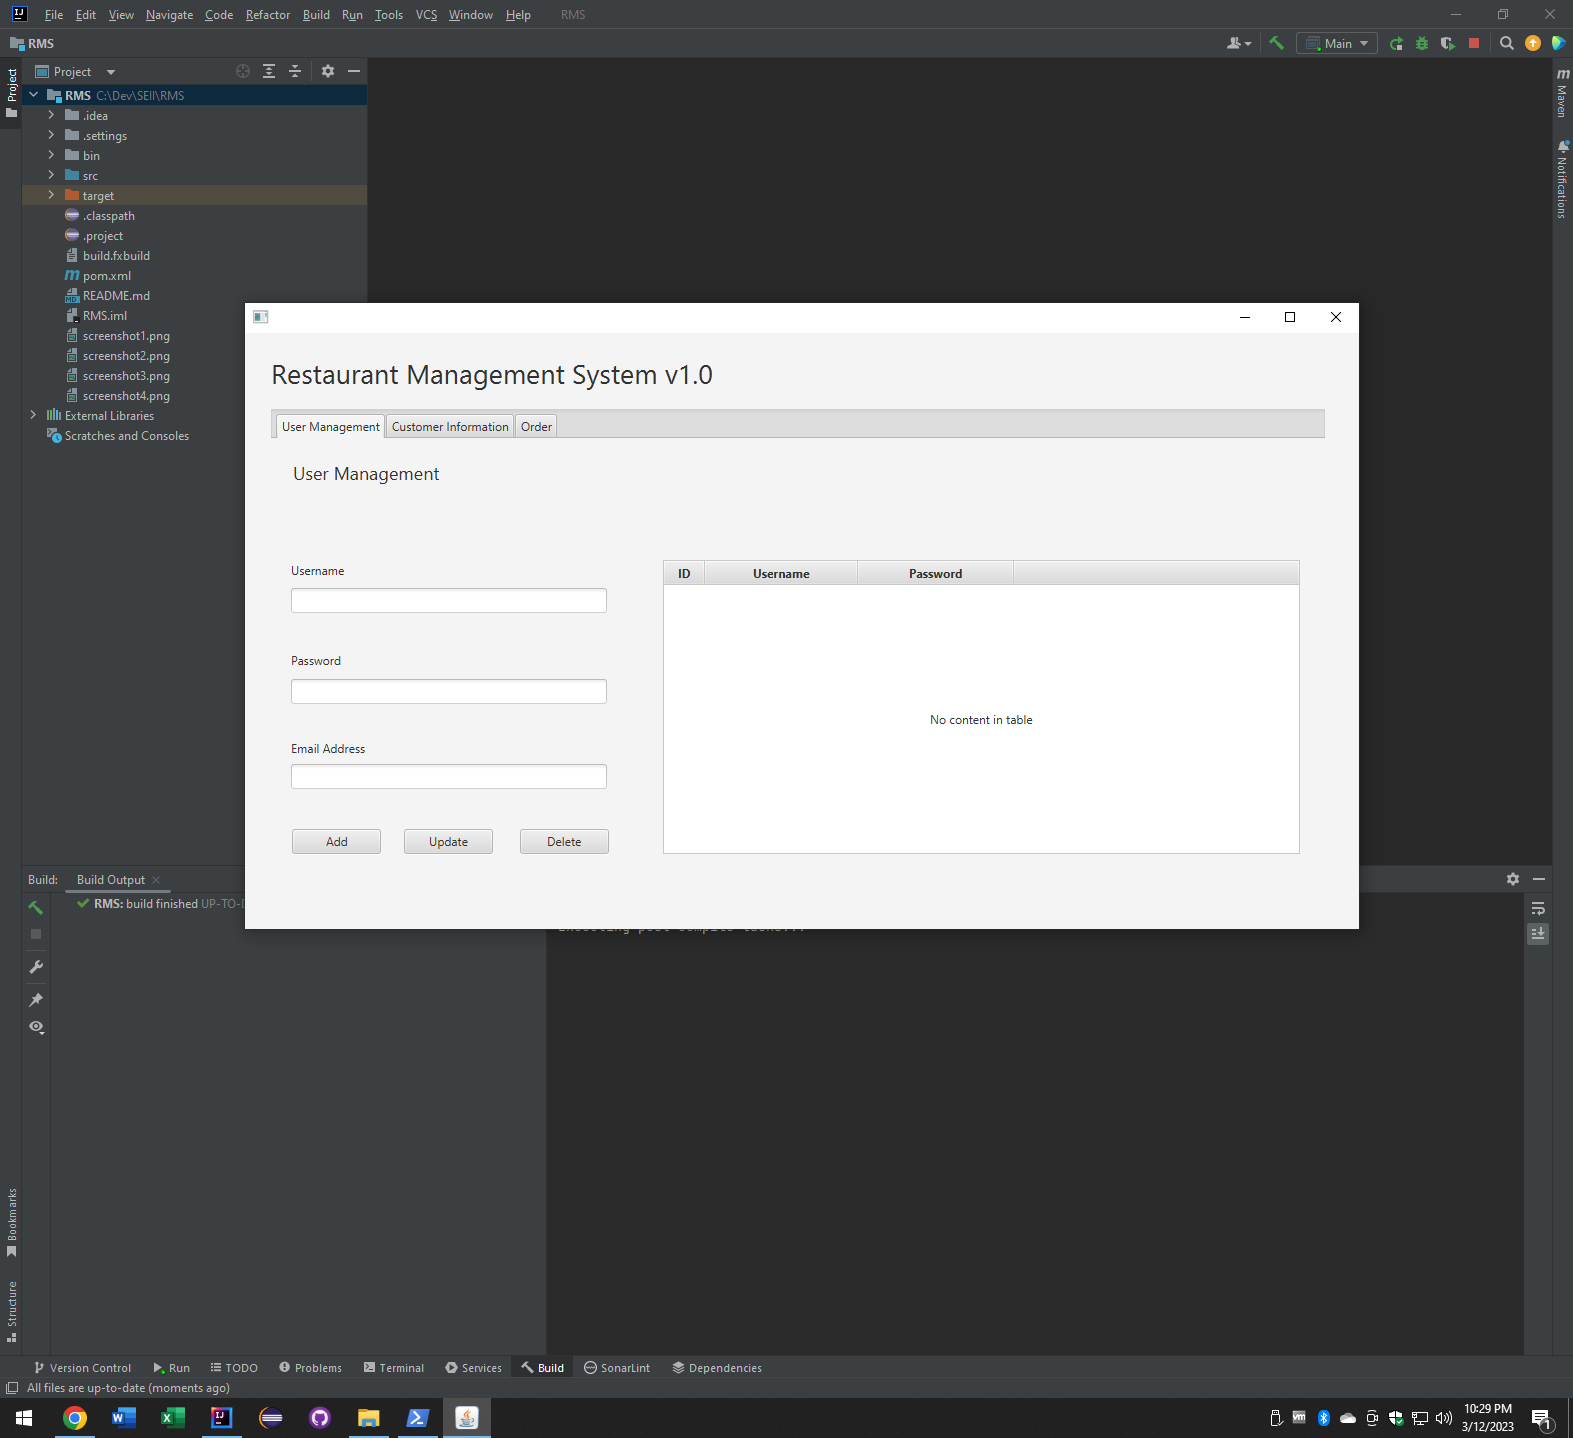 File Edit View Navigate Code Refactor Build Run Tools VCS Window Help RMS
RMS
Main
Project
Project
RMS C:\Dev\SEII\RMS
.idea
.settings
bin
src
target
.classpath
.project
build.fxbuild
pom.xml
README.md
RMS.iml
screenshot1.png
screenshot2.png
screenshot3.png
screenshot4.png
External Libraries
Scratches and Consoles
Maven
Notifications
Restaurant Management System v1.0
User Management Customer Information Order
User Management
Username
Password
Email Address
Add Update Delete
ID Username Password
No content in table
Build: Build Output
RMS: build finished UP-TO-D
Bookmarks
Structure
Version Control Run TODO Problems Terminal Services Build SonarLint Dependencies
All files are up-to-date (moments ago)
10:29 PM
3/12/2023
1